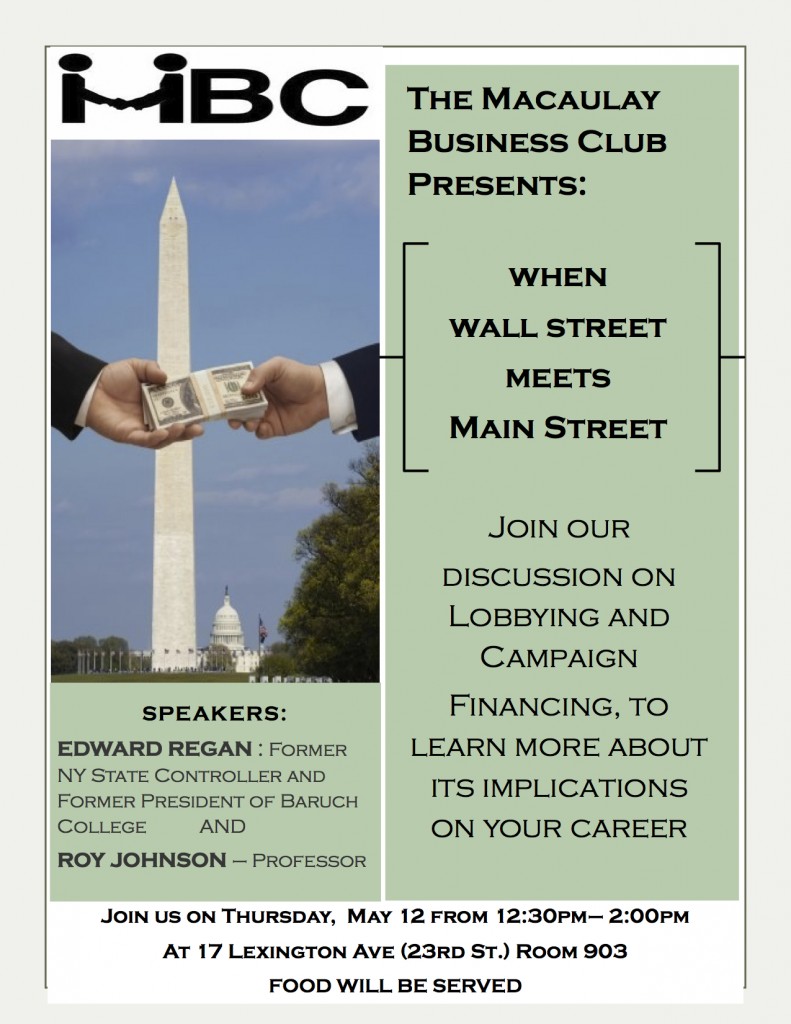 MBC
The Macaulay
Business Club
Presents:
when
wall street
meets
Main Street
Join our
discussion on
Lobbying and
Campaign
Financing, to
learn more about
its implications
on your career
SPEAKERS:
EDWARD REGAN : Former
NY State Controller and
Former President of Baruch
College AND
ROY JOHNSON – Professor
Join us on Thursday, May 12 from 12:30pm– 2:00pm
At 17 Lexington Ave (23rd St.) Room 903
FOOD WILL BE SERVED